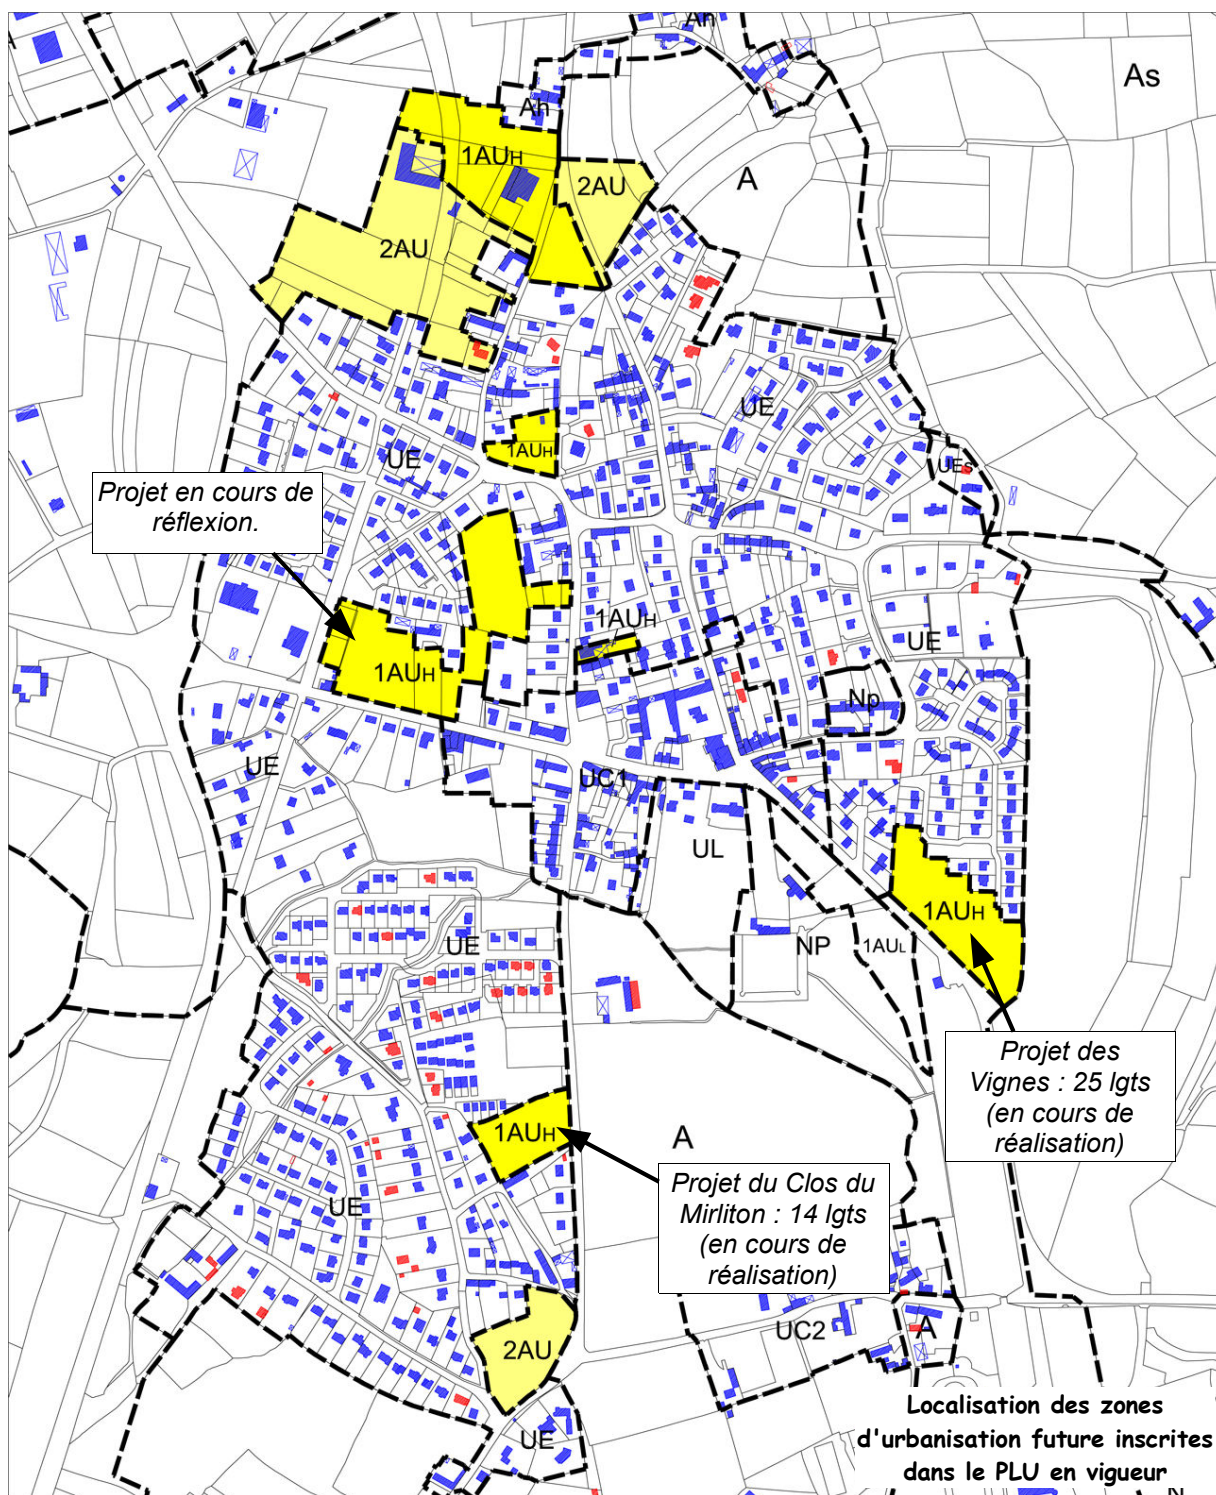 Ah
As
Ah
1AUH
2AU
A
2AU
UE
1AUH
UE
UEs
Projet en cours de
réflexion.
1AUH
UE
1AUH
Np
UE
UC1
UL
1AUH
UE
NP
1AUL
Projet des
Vignes : 25 lgts
(en cours de
réalisation)
1AUH
A
Projet du Clos du
Mirliton : 14 lgts
(en cours de
réalisation)
UE
UC2
A
2AU
UE
Localisation des zones
d'urbanisation future inscrites
dans le PLU en vigueur